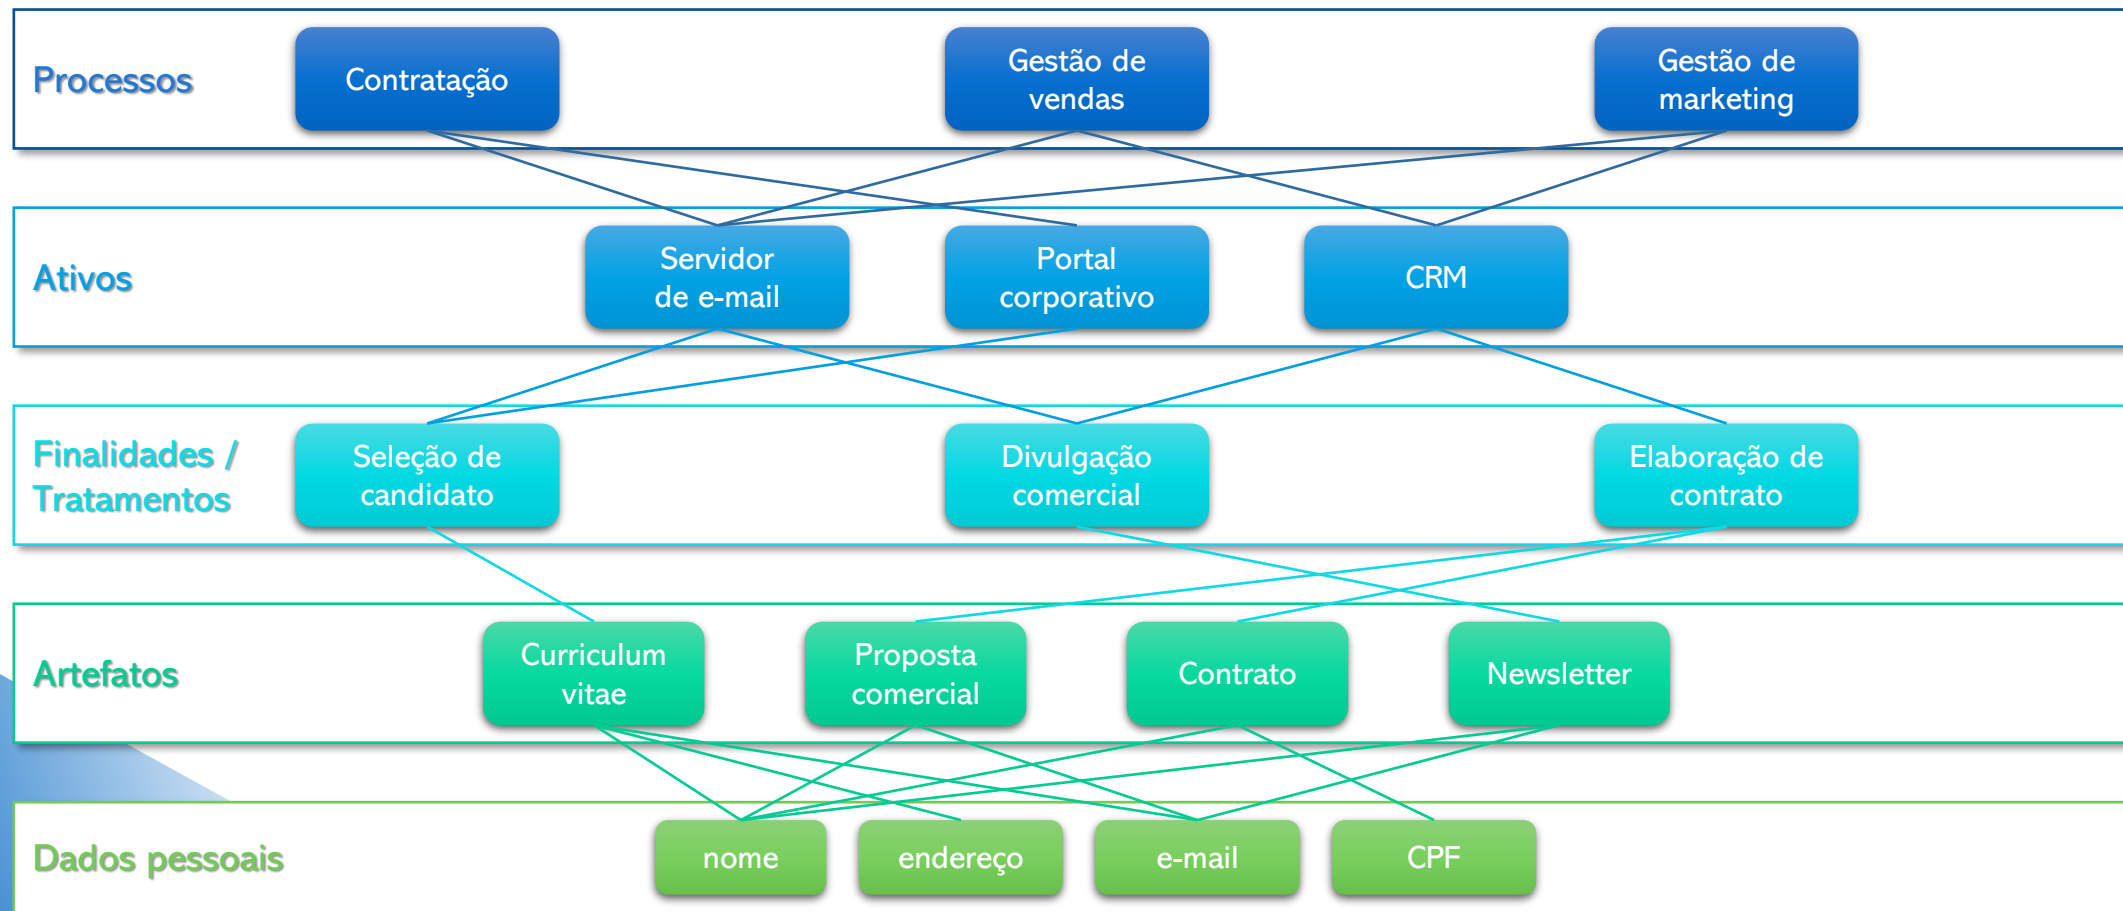 Processos
Contratação
Gestão de
vendas
Gestão de
marketing
Ativos
Servidor
de e-mail
Portal
corporativo
CRM
Finalidades /
Tratamentos
Seleção de
candidato
Divulgação
comercial
Elaboração de
contrato
Artefatos
Curriculum
vitae
Proposta
comercial
Contrato
Newsletter
Dados pessoais
nome
endereço
e-mail
CPF